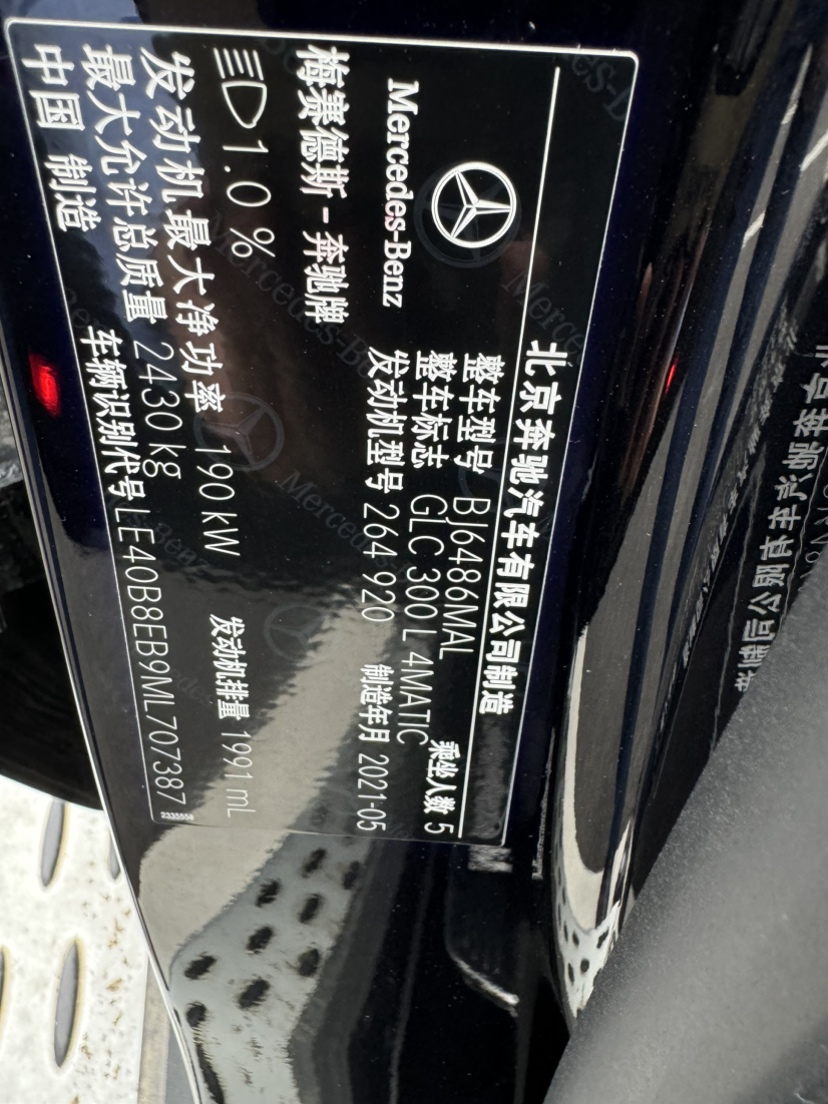 北京奔驰汽车有限公司制造
Mercedes-Benz
整车型号 BJ6486MAL
整车标志 GLC 300 L 4MATIC
乘坐人数 5
发动机型号 264 920
制造年月 2021-05
梅赛德斯-奔驰牌
1.0 %
发动机最大净功率 190 kW
发动机排量 1991 mL
最大允许总质量 2430 kg
中国 制造
车辆识别代号 LE40B8EB9ML707387
2335558